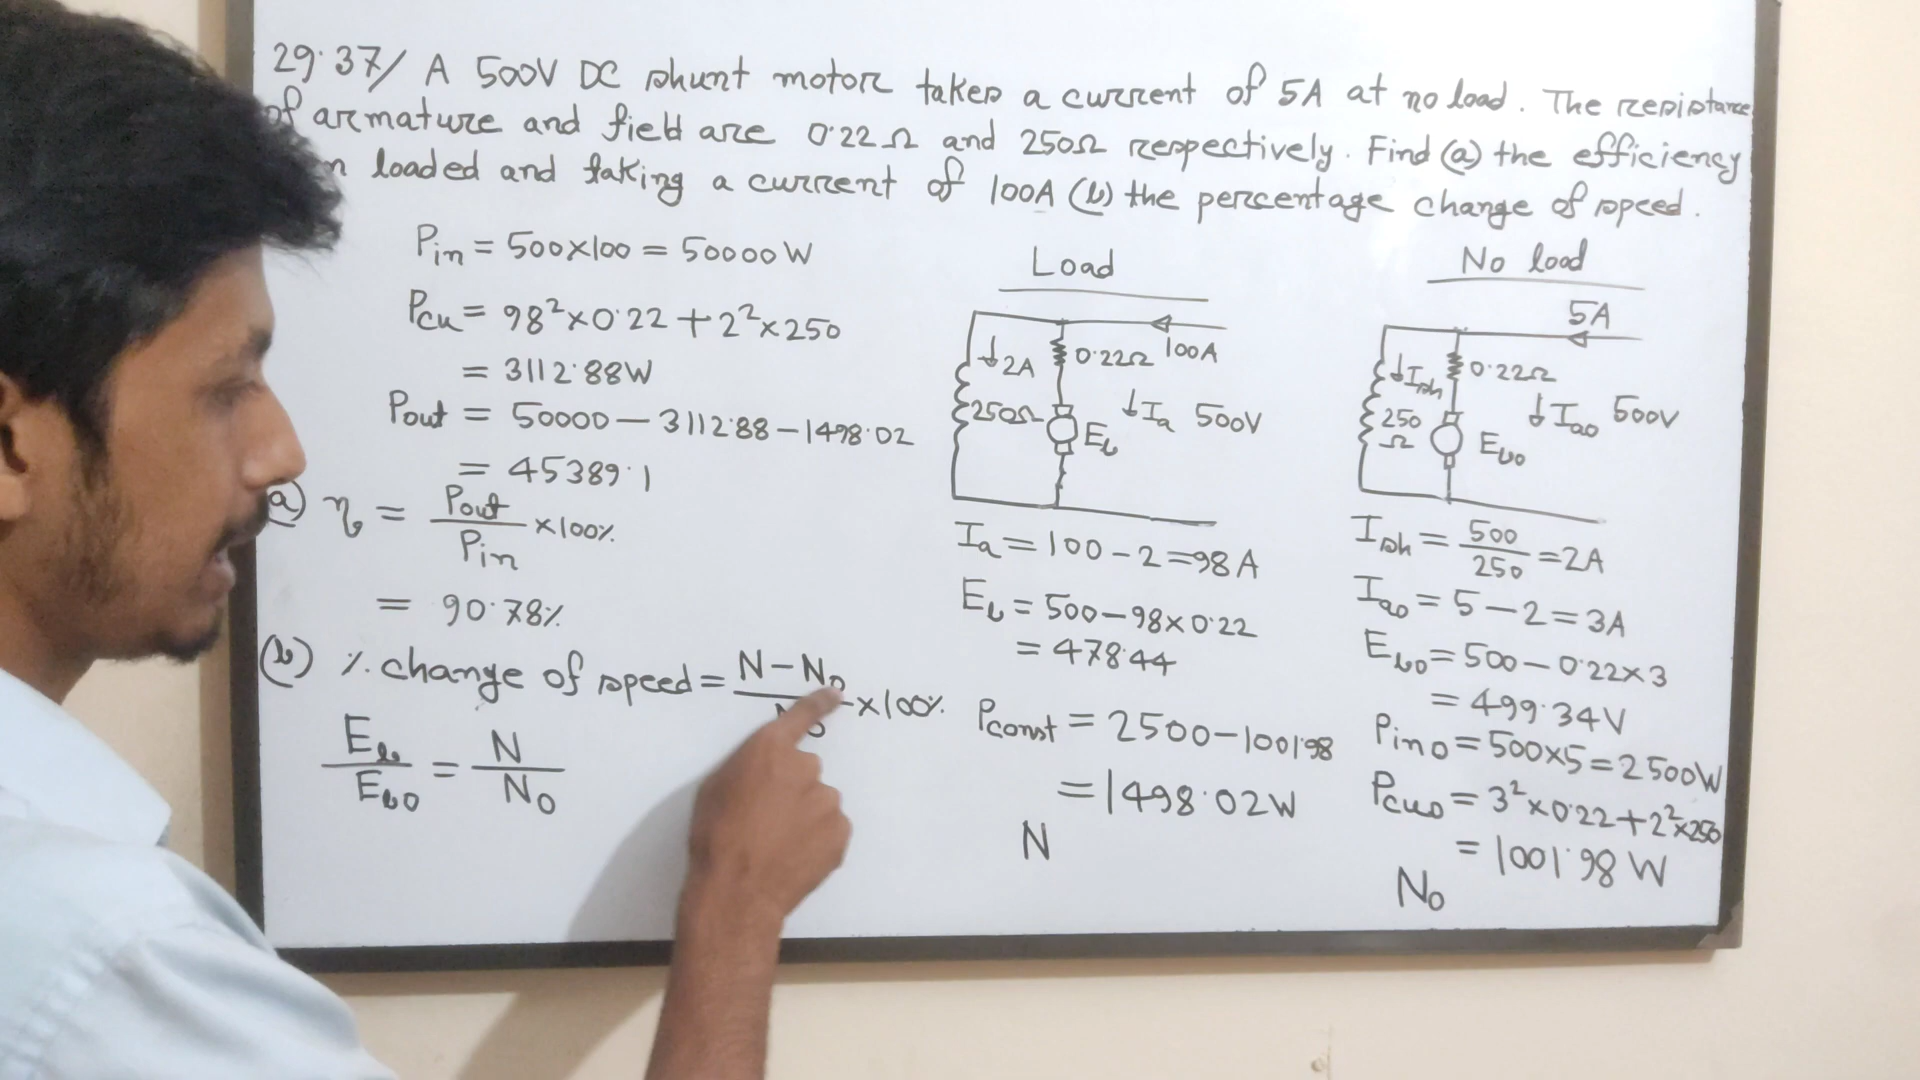 29.37/ A 500V DC shunt motor takes a current of 5A at no load. The resistance
of armature and field are 0.22Ω and 250Ω respectively. Find (a) the efficiency
n loaded and taking a current of 100A (b) the percentage change of speed.
Pin = 500×100 = 50000W
Pcu = 98²×0.22 + 2²×250
= 3112.88W
Pout = 50000 – 3112.88 – 1498.02
= 45389.1
(a) η = Pout/Pin ×100%
= 90.78%
(b) % change of speed = N–N₀/N₀ ×100%
Eb/Eb0 = N/N₀
Load
100A
2A
0.22Ω
250Ω
Eb
Ia
500V
Ia = 100 – 2 = 98A
Eb = 500 – 98×0.22
= 478.44
Pconst = 2500 – 1001.98
= 1498.02W
N
No load
5A
Ish
0.22Ω
250
Ω
Eb0
Ia0
500V
Ish = 500/250 = 2A
Ia0 = 5 – 2 = 3A
Eb0 = 500 – 0.22×3
= 499.34V
Pin0 = 500×5 = 2500W
Pcu0 = 3²×0.22 + 2²×250
= 1001.98 W
N₀